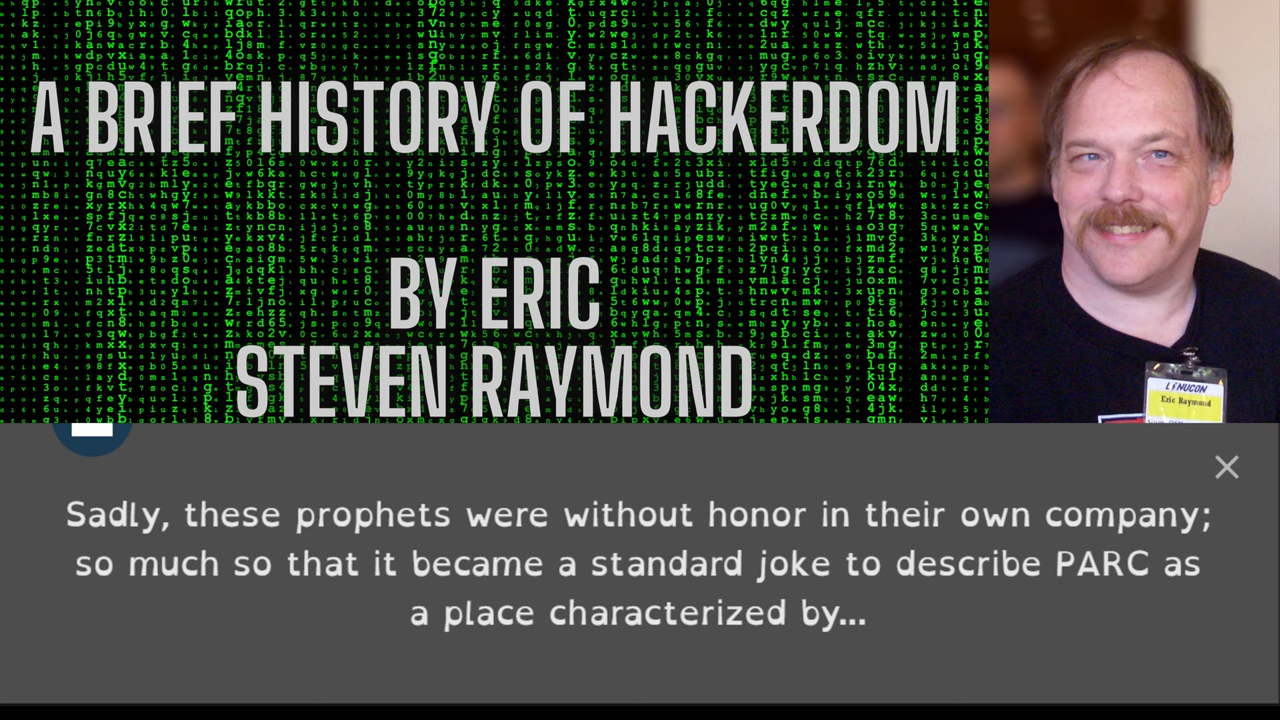 A BRIEF HISTORY OF HACKERDOM
BY ERIC
STEVEN RAYMOND
LINUCON
Eric Raymond
Sadly, these prophets were without honor in their own company;
so much so that it became a standard joke to describe PARC as
a place characterized by...